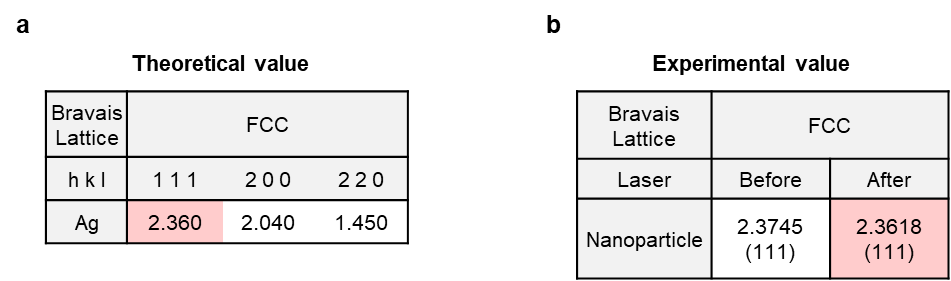 a
Theoretical value
Bravais
Lattice
FCC
h k l
1 1 1
2 0 0
2 2 0
Ag
2.360
2.040
1.450
b
Experimental value
Bravais
Lattice
FCC
Laser
Before
After
Nanoparticle
2.3745
(111)
2.3618
(111)